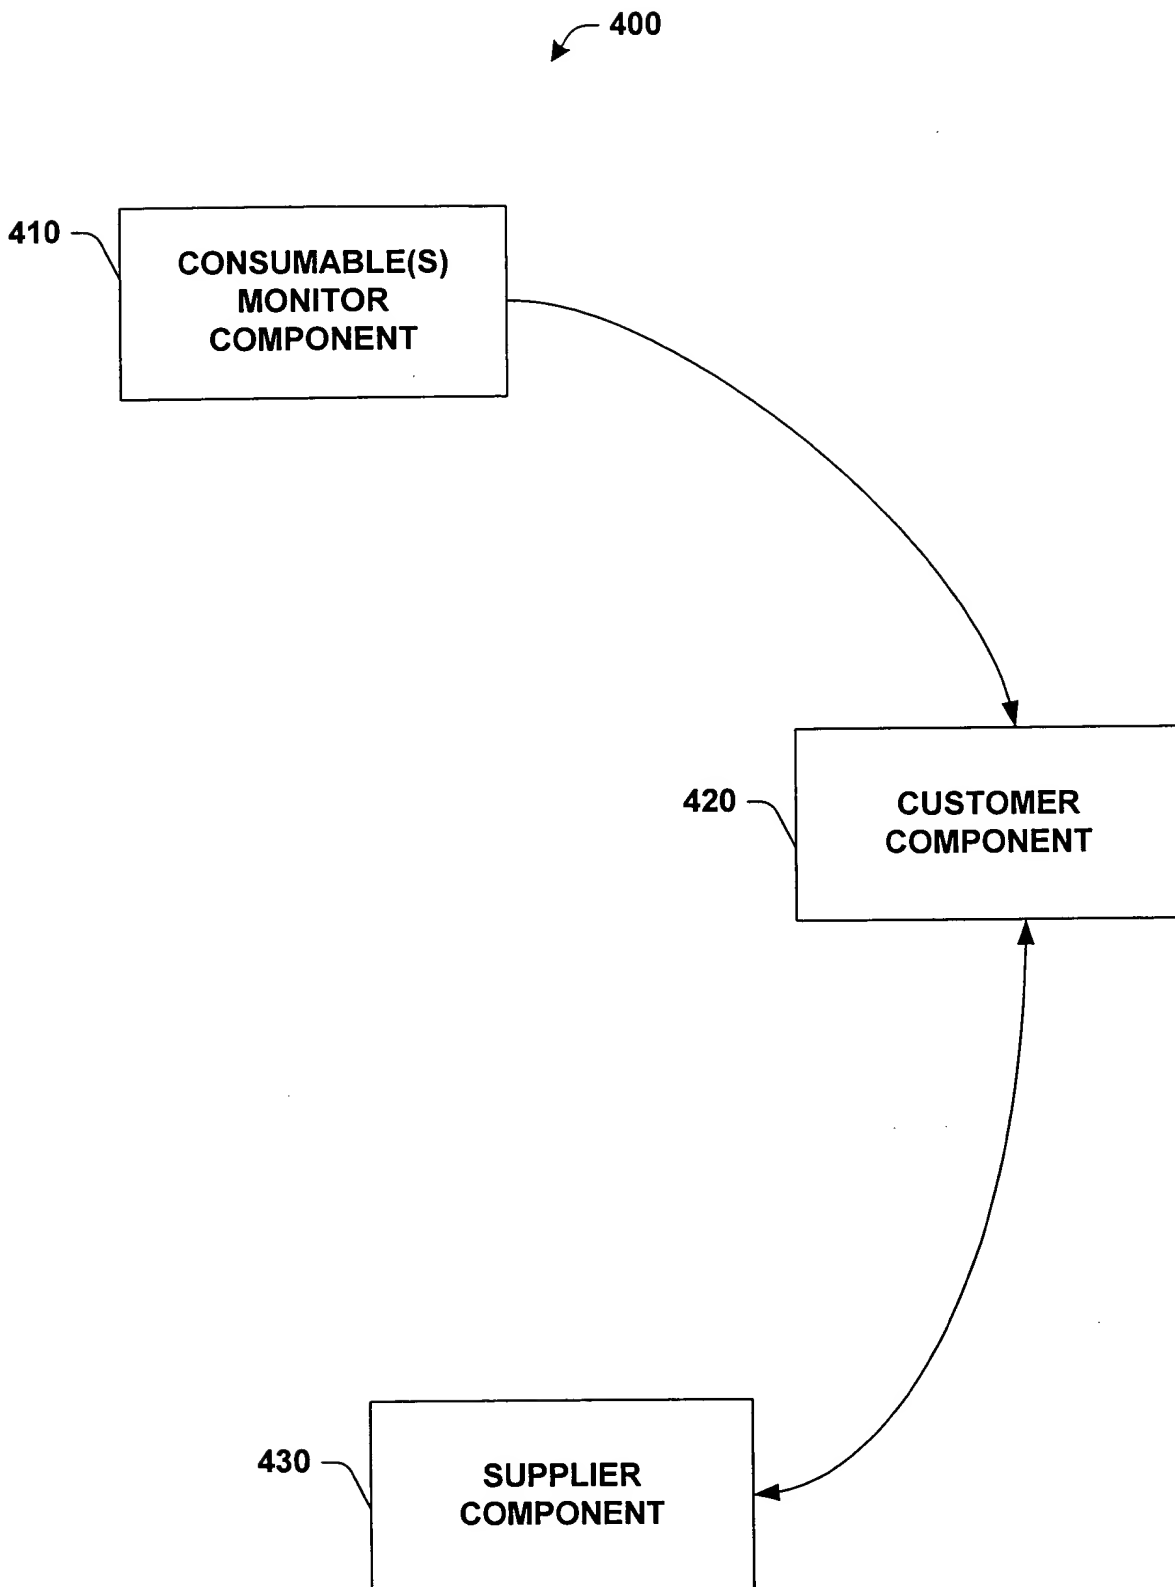 400
410
CONSUMABLE(S)
MONITOR
COMPONENT
420
CUSTOMER
COMPONENT
430
SUPPLIER
COMPONENT